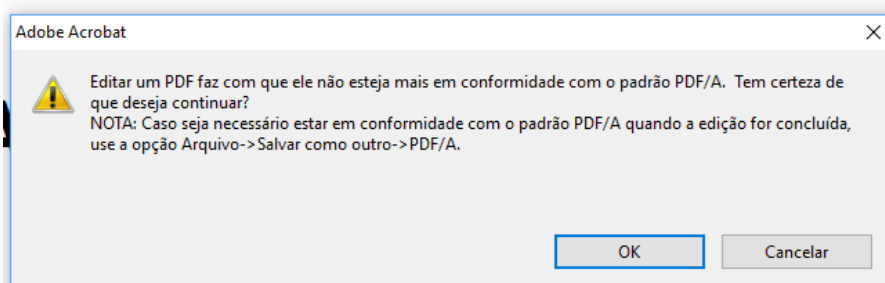 Adobe Acrobat
Editar um PDF faz com que ele não esteja mais em conformidade com o padrão PDF/A.  Tem certeza de
que deseja continuar?
NOTA: Caso seja necessário estar em conformidade com o padrão PDF/A quando a edição for concluída,
use a opção Arquivo->Salvar como outro->PDF/A.
OK
Cancelar